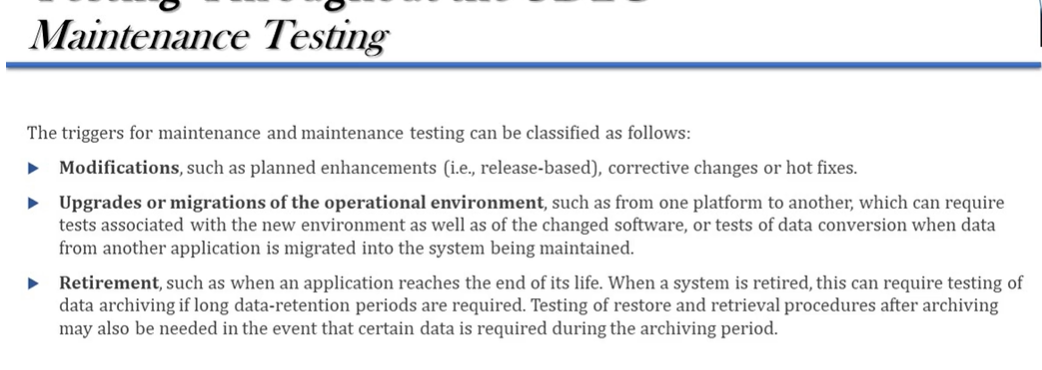 Maintenance Testing
The triggers for maintenance and maintenance testing can be classified as follows:
Modifications, such as planned enhancements (i.e., release-based), corrective changes or hot fixes.
Upgrades or migrations of the operational environment, such as from one platform to another, which can require
tests associated with the new environment as well as of the changed software, or tests of data conversion when data
from another application is migrated into the system being maintained.
Retirement, such as when an application reaches the end of its life. When a system is retired, this can require testing of
data archiving if long data-retention periods are required. Testing of restore and retrieval procedures after archiving
may also be needed in the event that certain data is required during the archiving period.